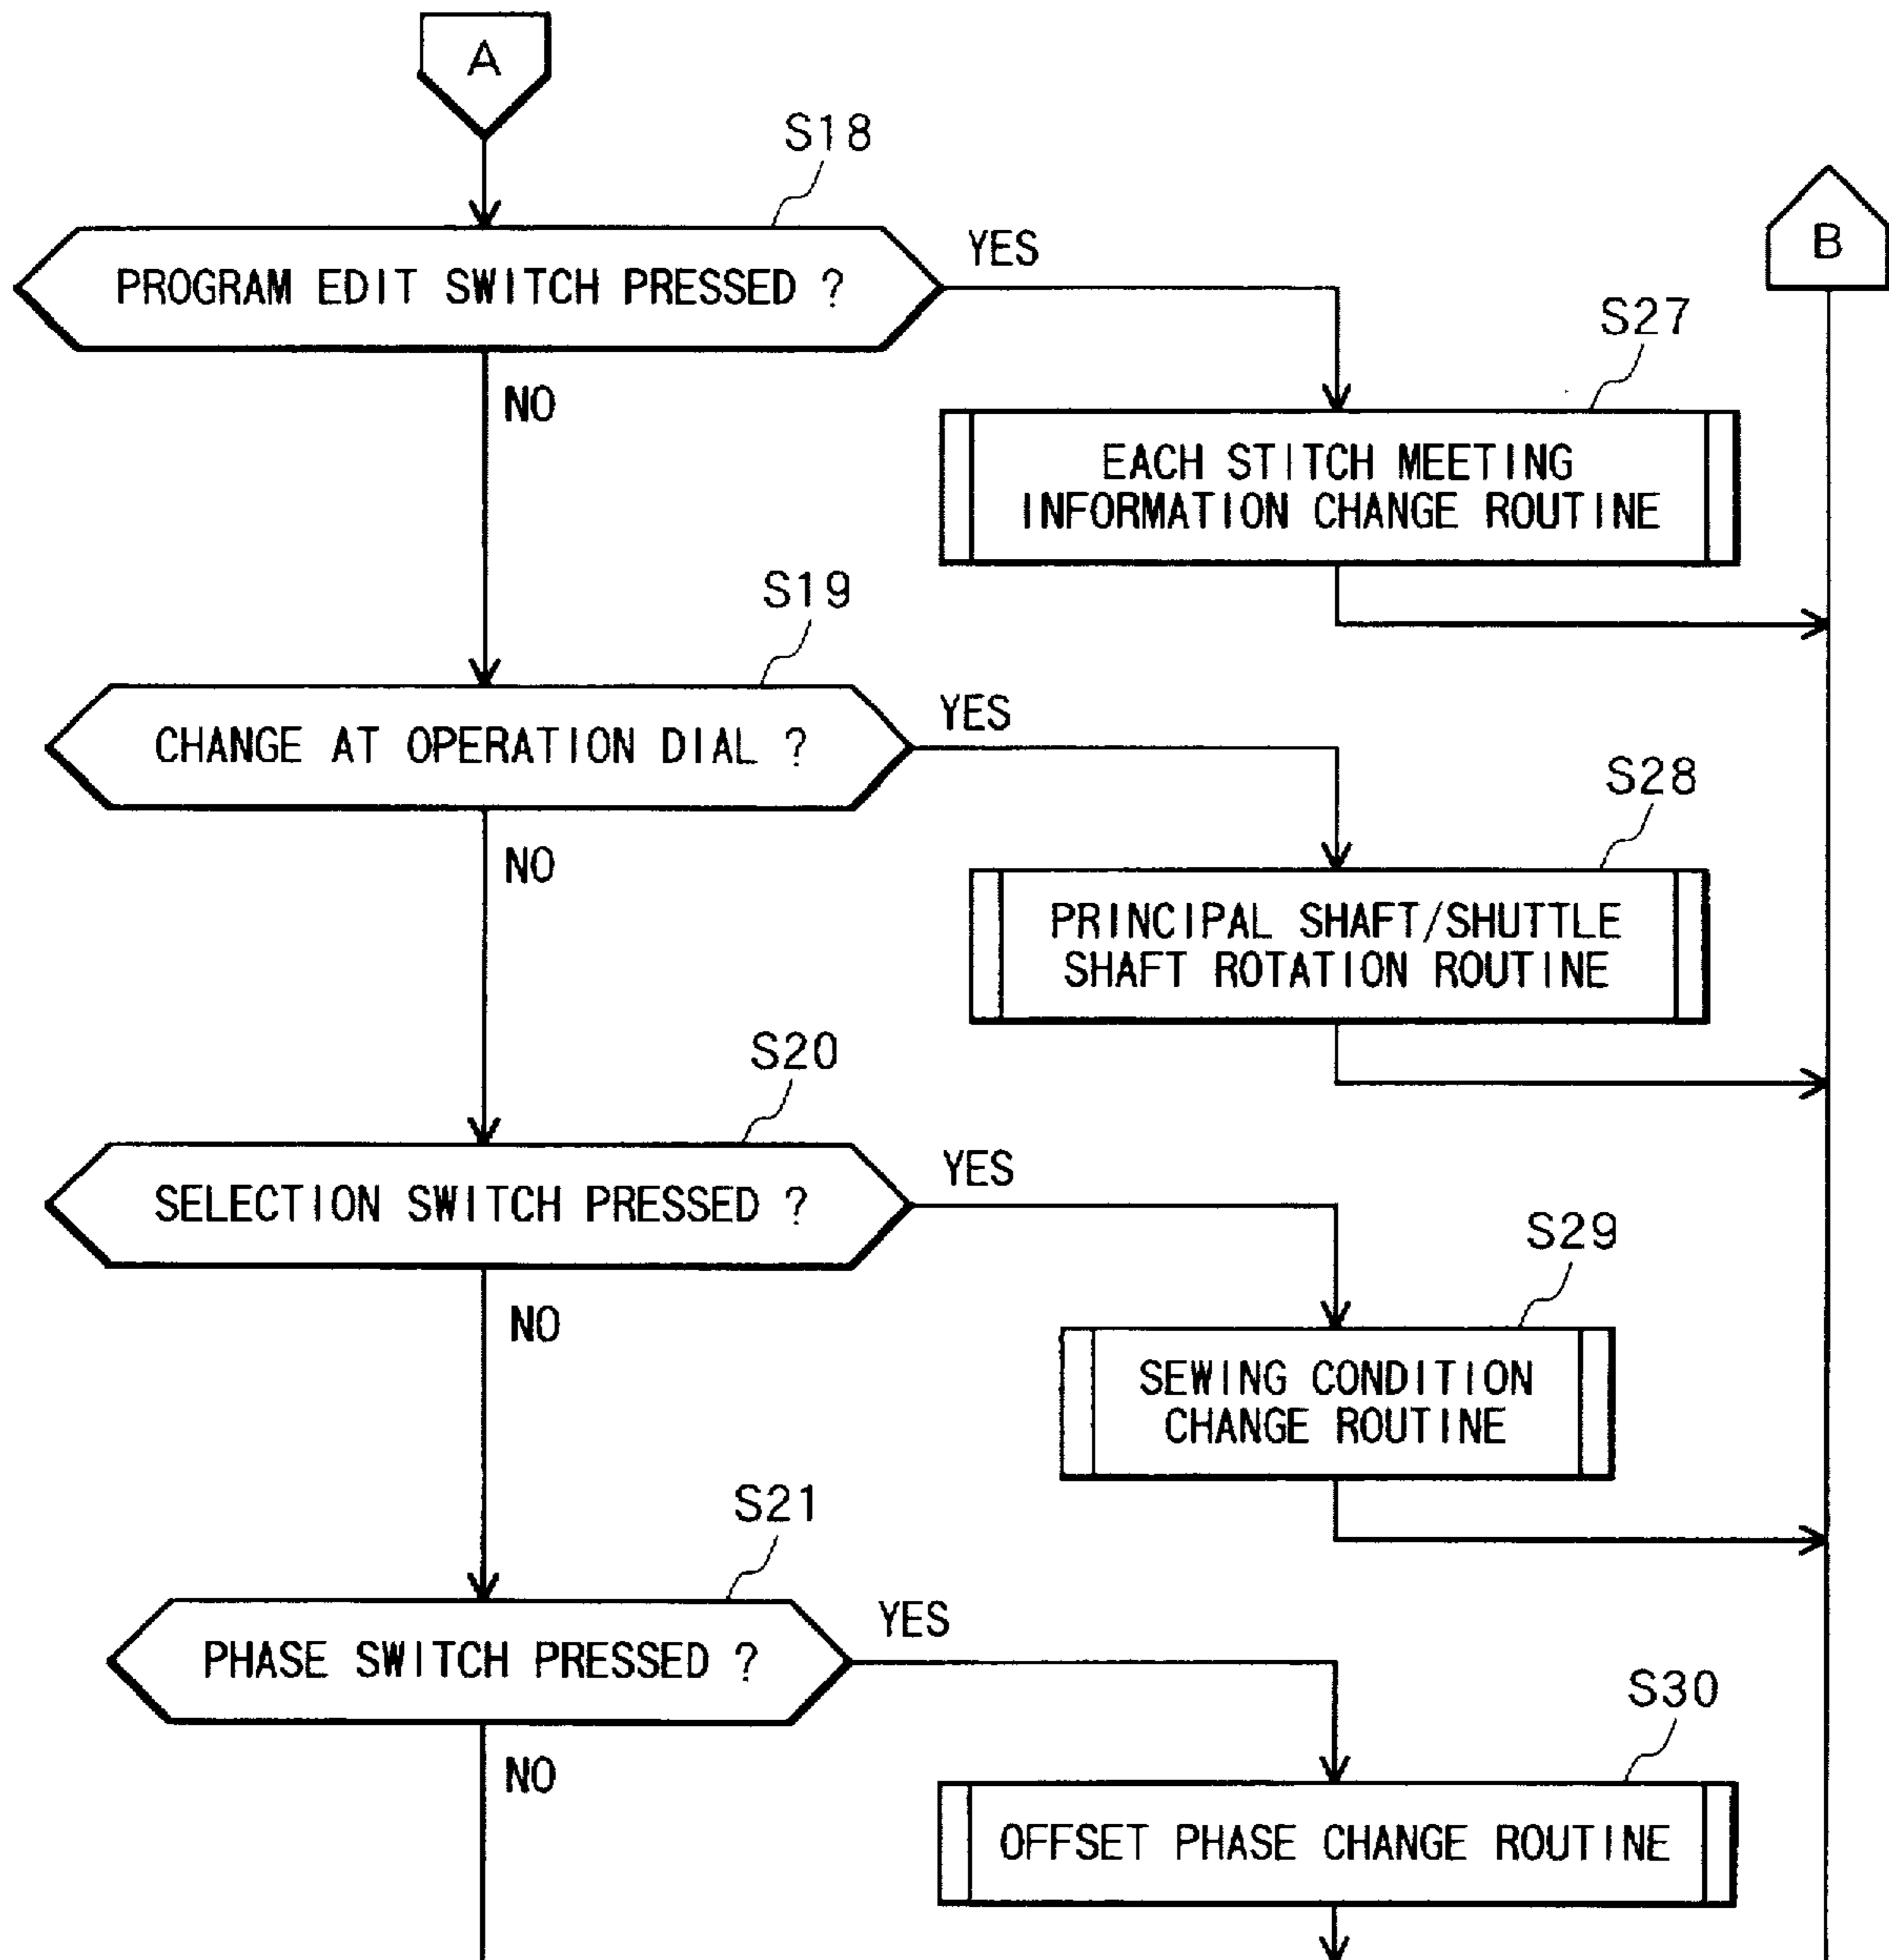 A
S18
PROGRAM EDIT SWITCH PRESSED ?
YES
B
NO
S27
EACH STITCH MEETING
INFORMATION CHANGE ROUTINE
S19
CHANGE AT OPERATION DIAL ?
YES
NO
S28
PRINCIPAL SHAFT/SHUTTLE
SHAFT ROTATION ROUTINE
S20
SELECTION SWITCH PRESSED ?
YES
NO
S29
SEWING CONDITION
CHANGE ROUTINE
S21
PHASE SWITCH PRESSED ?
YES
NO
S30
OFFSET PHASE CHANGE ROUTINE